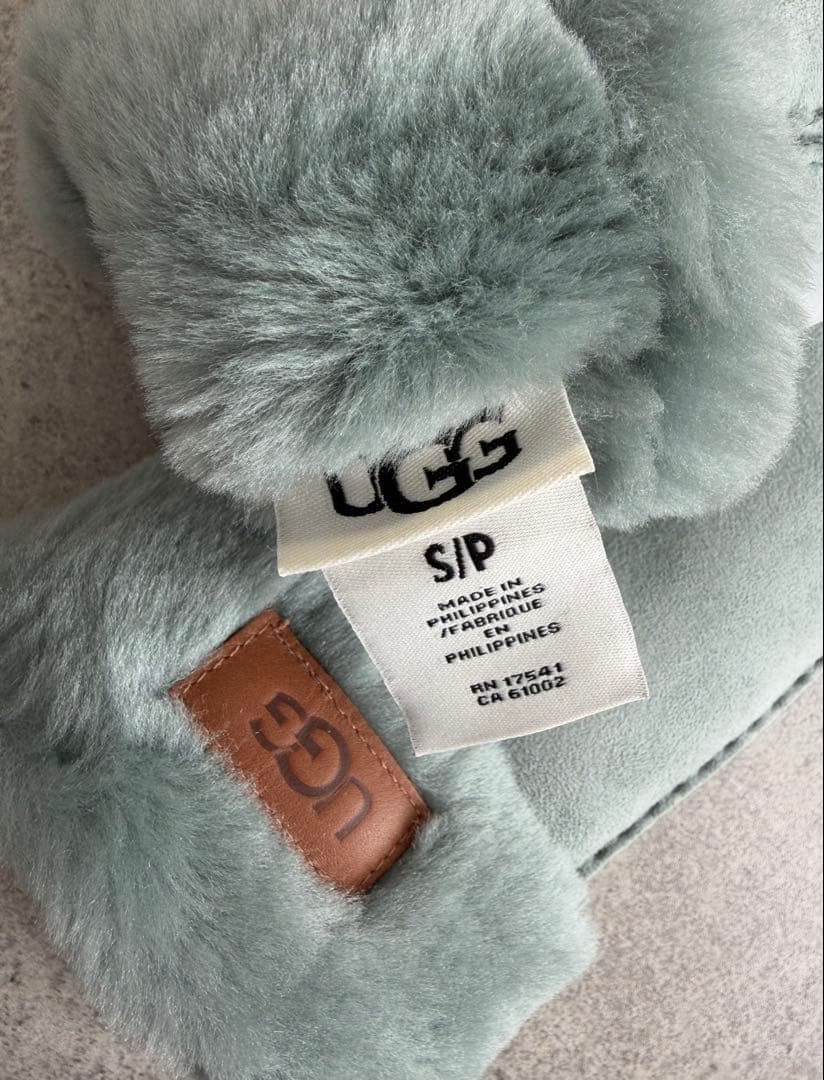 UGG
S/P
MADE IN
PHILIPPINES
/FABRIQUE
EN
PHILIPPINES
RN 17541
CA 61002
UGG